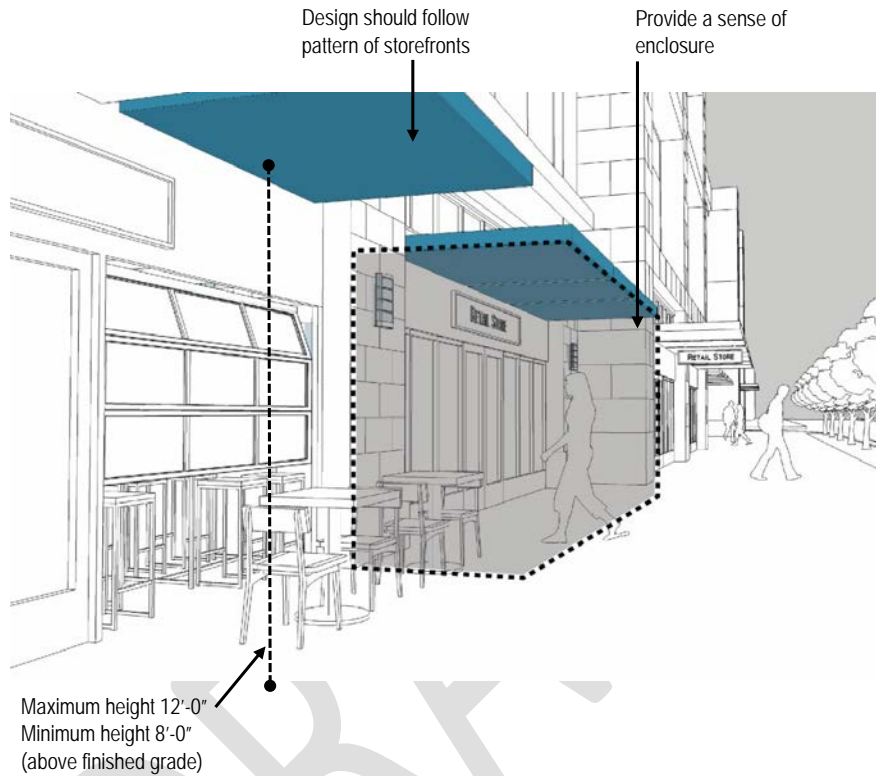 Design should follow
pattern of storefronts
Provide a sense of
enclosure
RETAIL STORE
RETAIL STORE
Maximum height 12'-0"
Minimum height 8'-0"
(above finished grade)